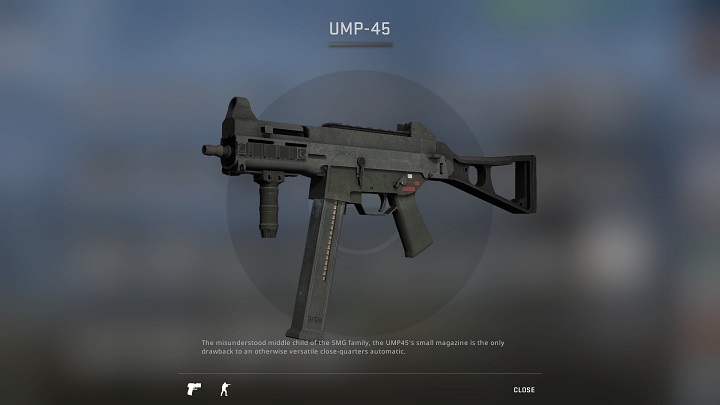 UMP-45
The misunderstood middle child of the SMG family, the UMP45's small magazine is the only
drawback to an otherwise versatile close-quarters automatic.
CLOSE